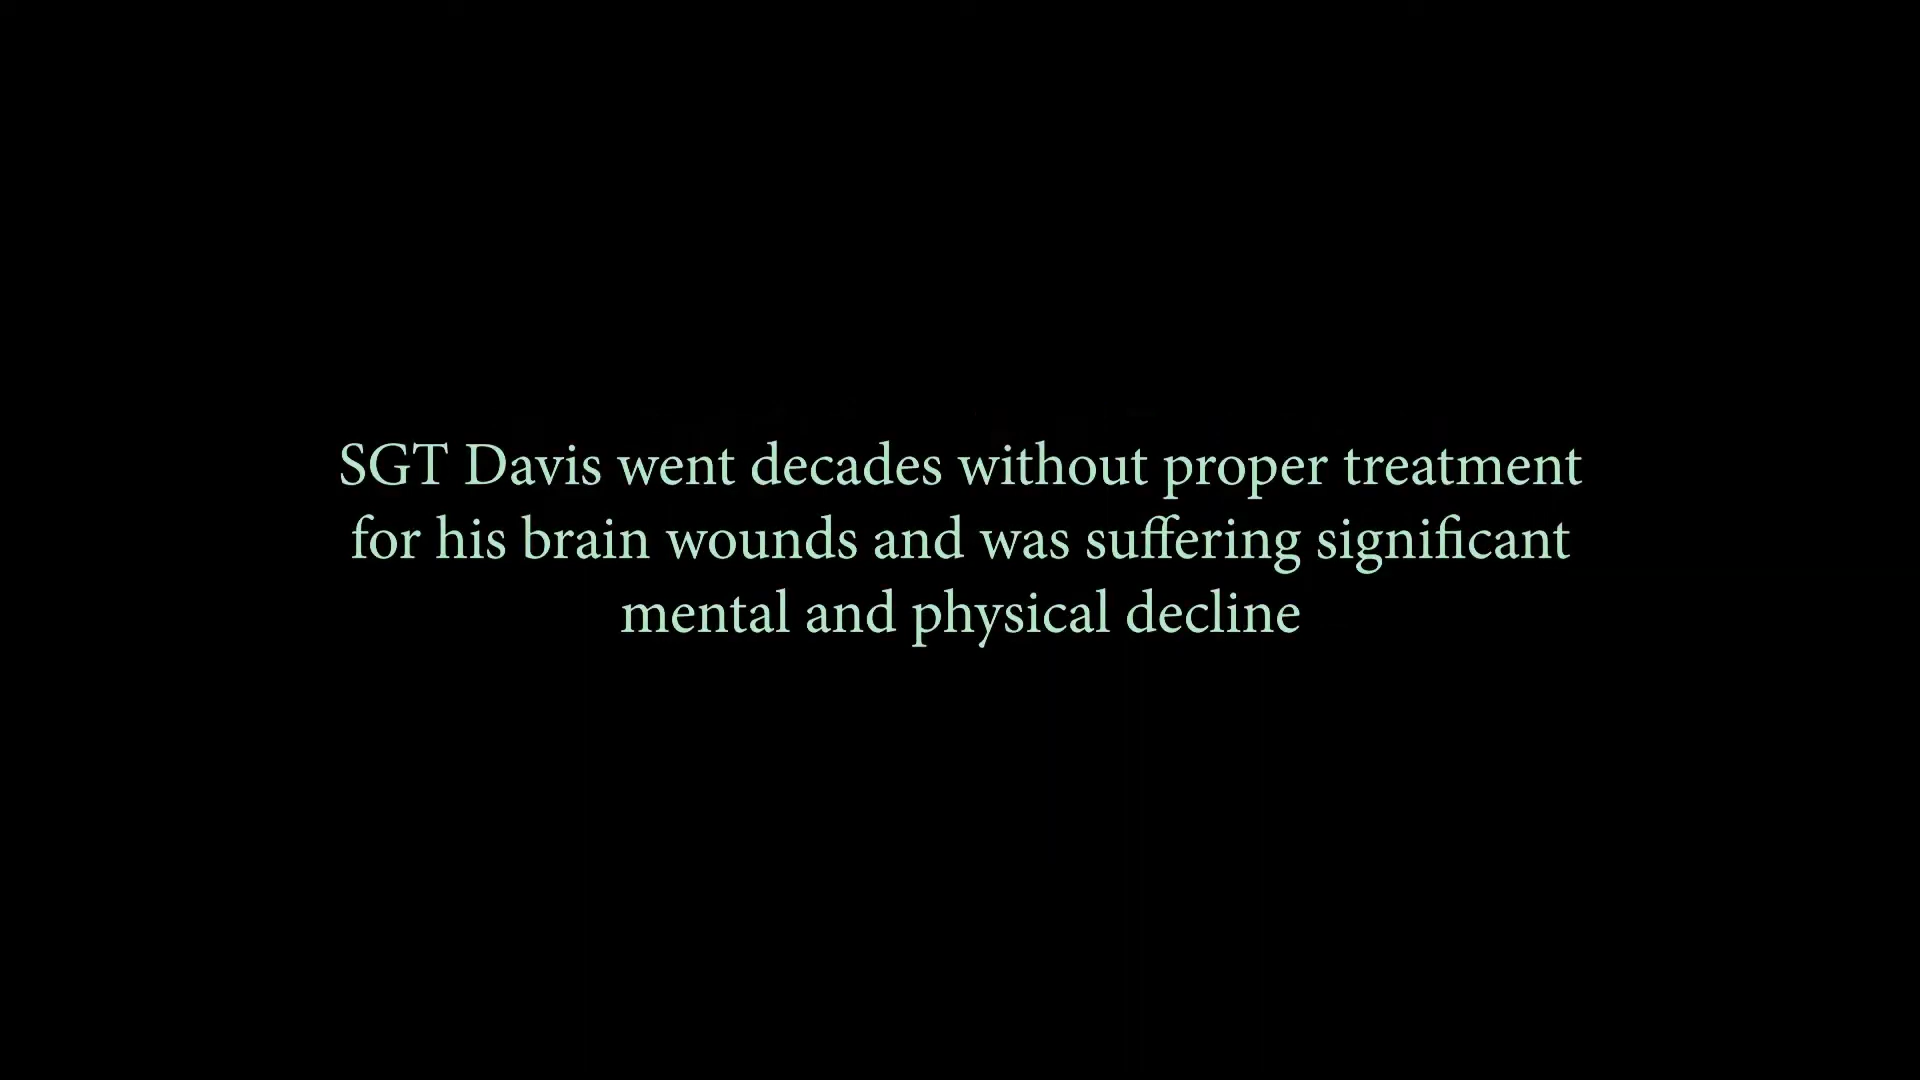 SGT Davis went decades without proper treatment
for his brain wounds and was suffering significant
mental and physical decline